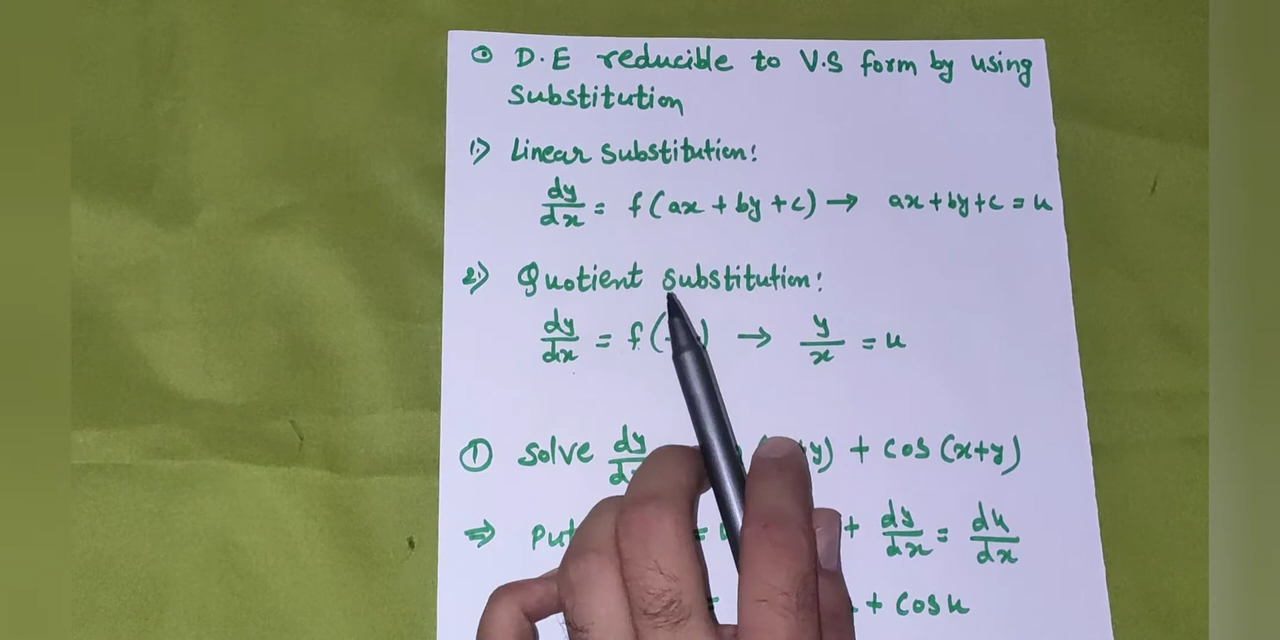 ⊙ D.E reducible to V.S form by using
substitution
1.) Linear substitution:
dy/dx = f(ax + by + c) → ax + by + c = u
2.) Quotient substitution:
dy/dx = f( ) → y/x = u
① Solve dy/d y) + cos (x+y)
⇒ Put = + dy/dx = du/dx
= + cos u